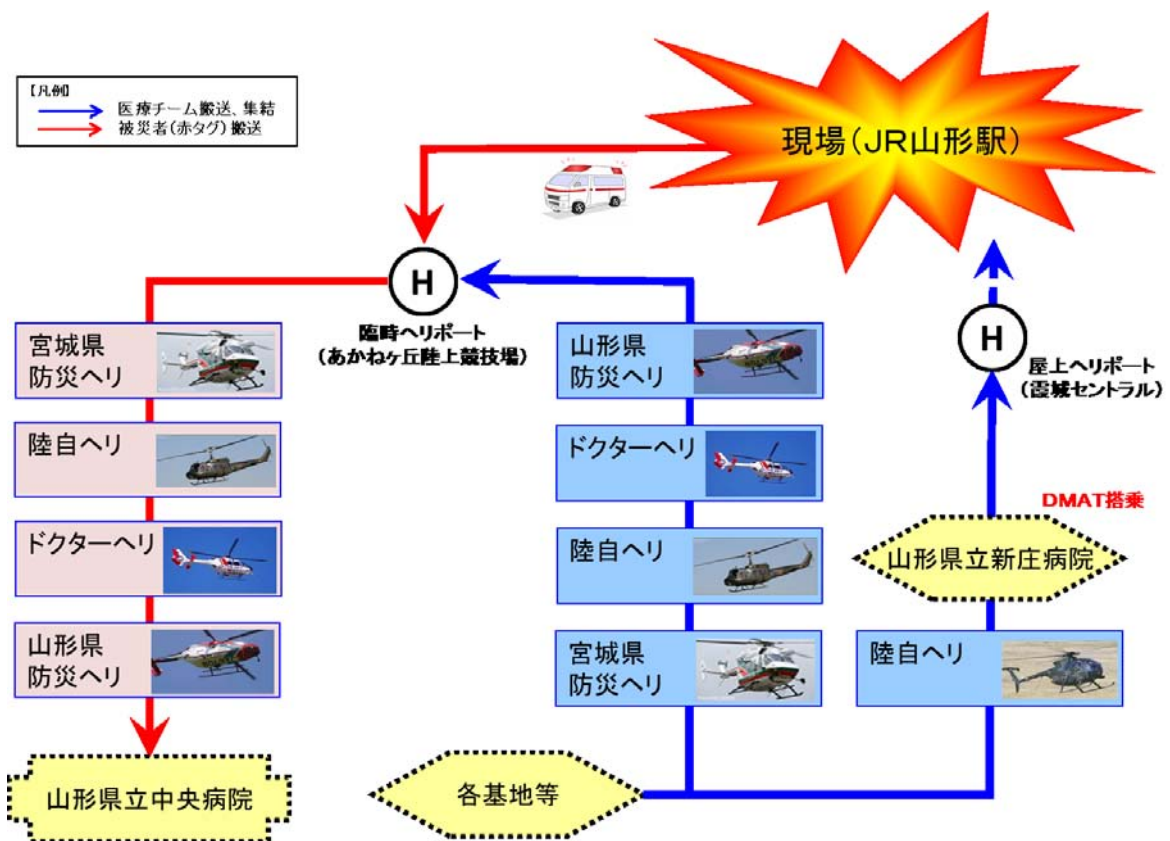 【凡例】
医療チーム搬送、集結
被災者(赤タグ)搬送
現場(JR山形駅)
H
臨時ヘリポート
(あかねヶ丘陸上競技場)
H
屋上ヘリポート
(霞城セントラル)
宮城県
防災ヘリ
陸自ヘリ
ドクターヘリ
山形県
防災ヘリ
山形県立中央病院
山形県
防災ヘリ
ドクターヘリ
陸自ヘリ
宮城県
防災ヘリ
各基地等
DMAT搭乗
山形県立新庄病院
陸自ヘリ